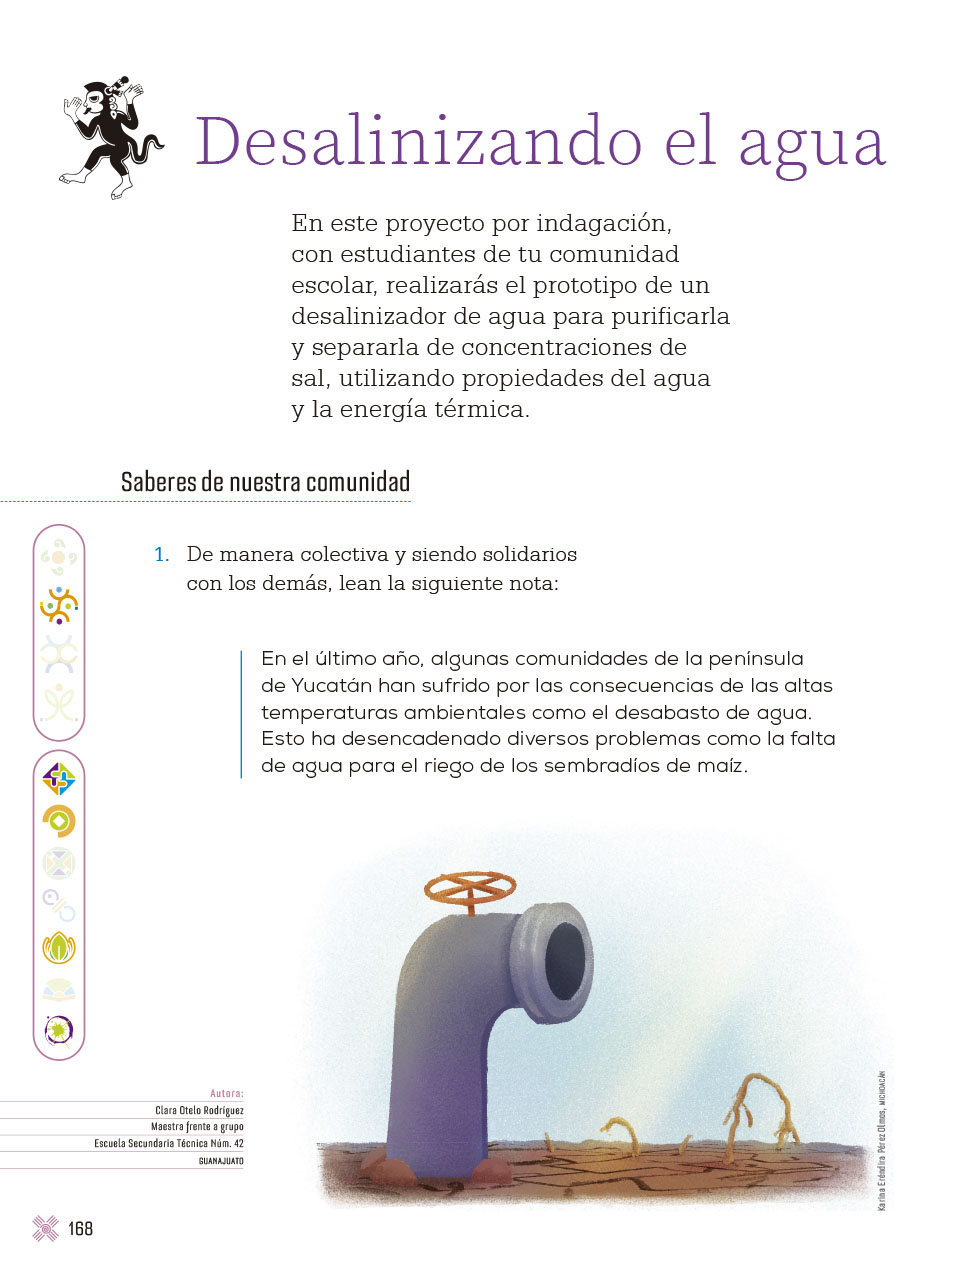 Desalinizando el agua
En este proyecto por indagación,
con estudiantes de tu comunidad
escolar, realizarás el prototipo de un
desalinizador de agua para purificarla
y separarla de concentraciones de
sal, utilizando propiedades del agua
y la energía térmica.
Saberes de nuestra comunidad
1. De manera colectiva y siendo solidarios
con los demás, lean la siguiente nota:
En el último año, algunas comunidades de la península
de Yucatán han sufrido por las consecuencias de las altas
temperaturas ambientales como el desabasto de agua.
Esto ha desencadenado diversos problemas como la falta
de agua para el riego de los sembradíos de maíz.
Autora:
Clara Otelo Rodríguez
Maestra frente a grupo
Escuela Secundaria Técnica Núm. 42
GUANAJUATO
Karina Eréndira Pérez Olmos, MICHOACÁN
168